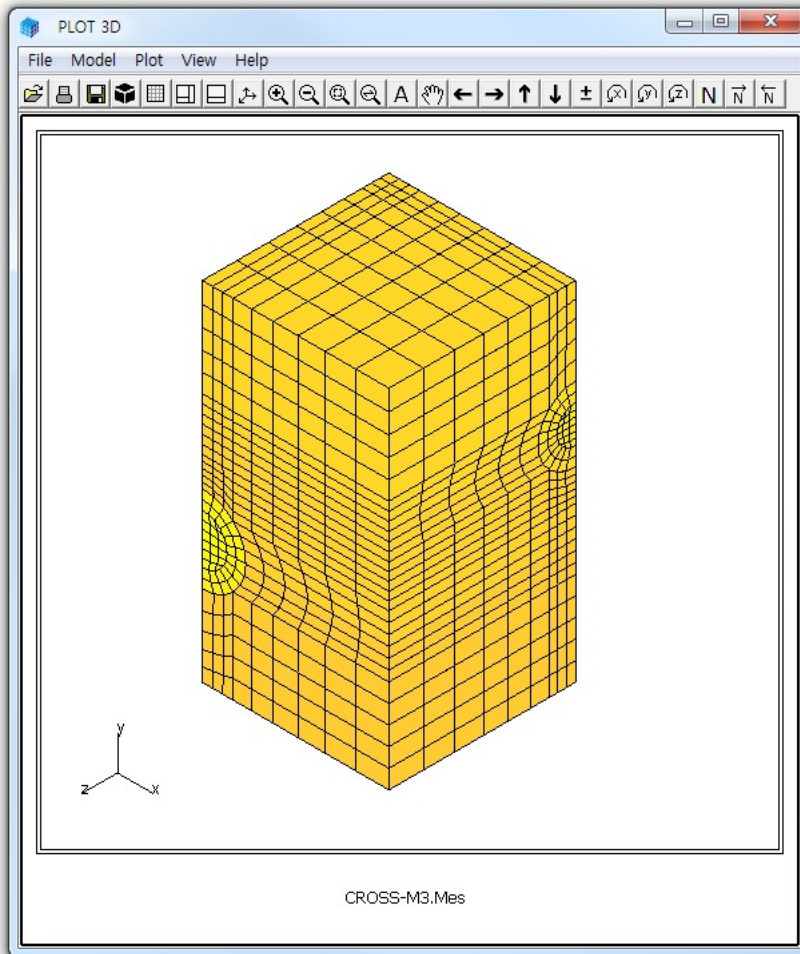 PLOT 3D
File Model Plot View Help
A ± x y z N N N
y
z x
CROSS-M3.Mes